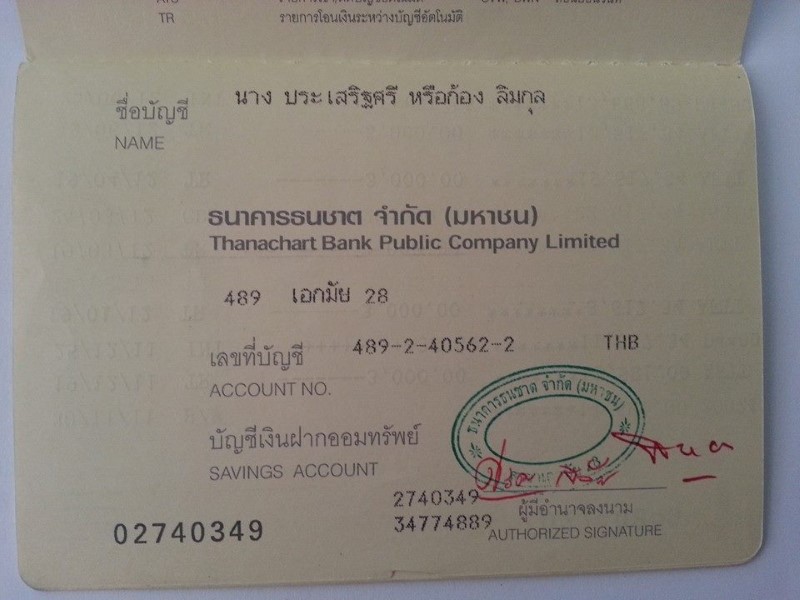 TR รายการโอนเงินระหว่างบัญชีอัตโนมัติ
ชื่อบัญชี นาง ประเสริฐศรี หรือก้อง ลิมกุล
NAME
ธนาคารธนชาต จำกัด (มหาชน)
Thanachart Bank Public Company Limited
489 เอกมัย 28
เลขที่บัญชี 489-2-40562-2 THB
ACCOUNT NO.
ธนาคารธนชาต จำกัด (มหาชน)
บัญชีเงินฝากออมทรัพย์
SAVINGS ACCOUNT
2740349
ผู้มีอำนาจลงนาม
02740349 34774889
AUTHORIZED SIGNATURE